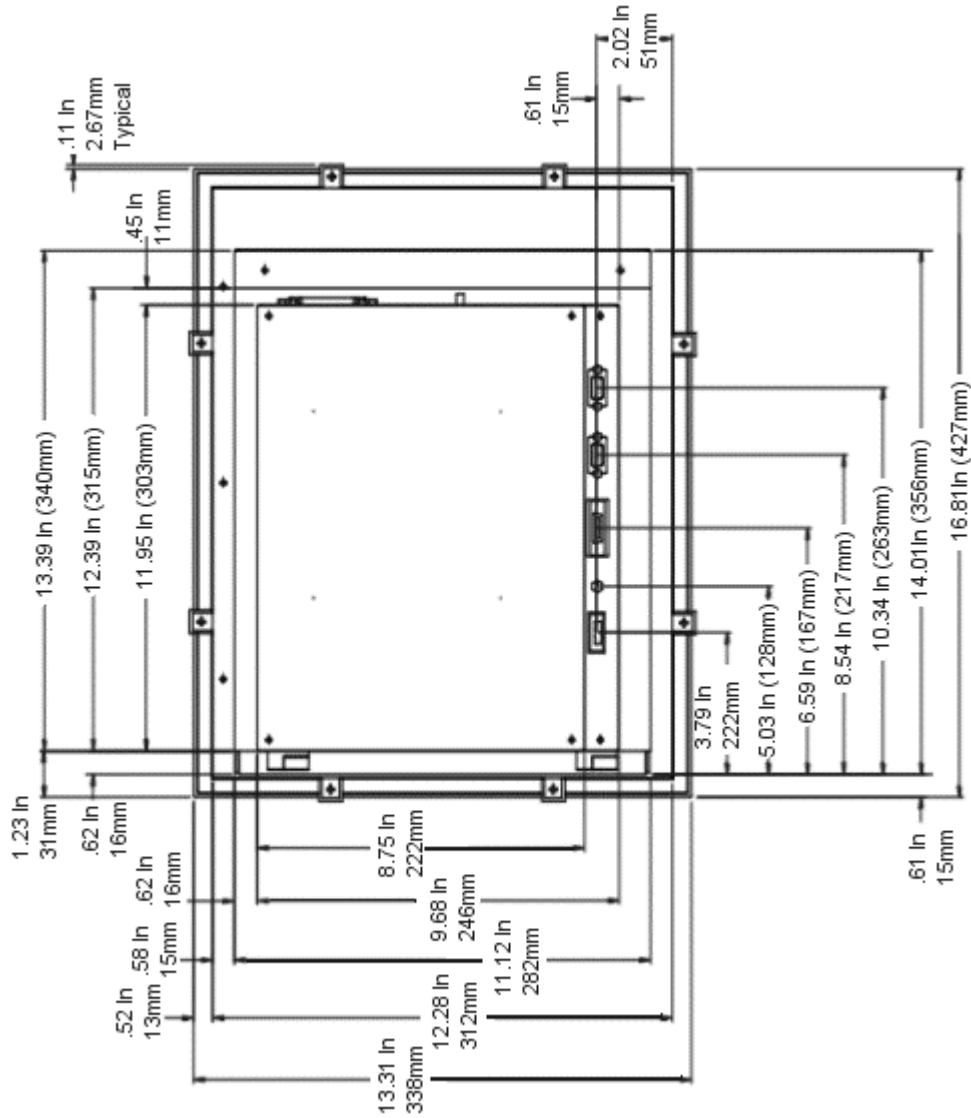 .11 In
2.67mm
Typical
.45 In
11mm
.61 In
15mm
2.02 In
51mm
13.39 In (340mm)
12.39 In (315mm)
11.95 In (303mm)
1.23 In
31mm
.62 In
16mm
3.79 In
222mm
5.03 In (128mm)
6.59 In (167mm)
8.54 In (217mm)
10.34 In (263mm)
14.01In (356mm)
16.81In (427mm)
.61 In
15mm
.52 In
13mm
.58 In
15mm
.62 In
16mm
8.75 In
222mm
9.68 In
246mm
11.12 In
282mm
12.28 In
312mm
13.31 In
338mm